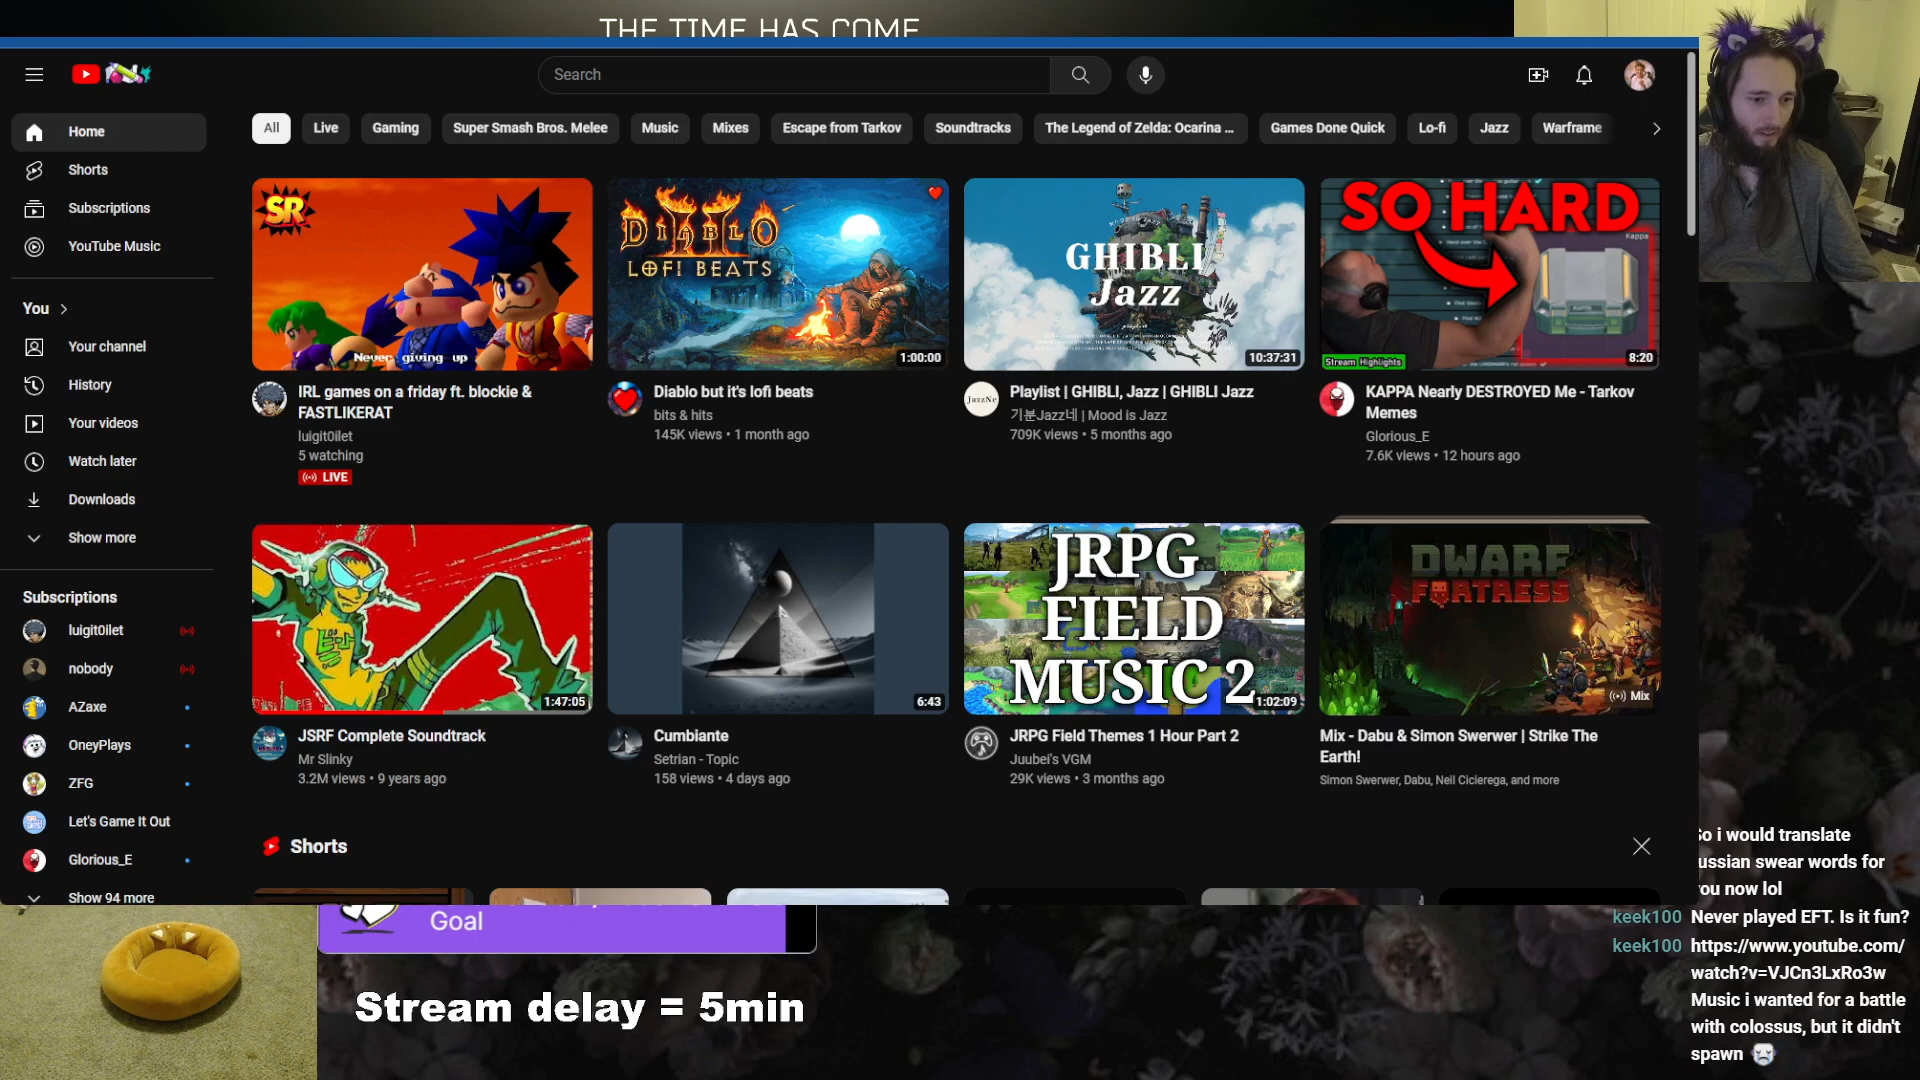 THE TIME HAS COME
Search
All
Live
Gaming
Super Smash Bros. Melee
Music
Mixes
Escape from Tarkov
Soundtracks
The Legend of Zelda: Ocarina ...
Games Done Quick
Lo-fi
Jazz
Warframe
Home
Shorts
Subscriptions
YouTube Music
You
Your channel
History
Your videos
Watch later
Downloads
Show more
Subscriptions
luigit0ilet
nobody
AZaxe
OneyPlays
ZFG
Let's Game It Out
Glorious_E
Show 94 more
SR
Never giving up
IRL games on a friday ft. blockie &
FASTLIKERAT
luigit0ilet
5 watching
LIVE
DIABLO
LOFI BEATS
1:00:00
Diablo but it's lofi beats
bits & hits
145K views • 1 month ago
GHIBLI
Jazz
10:37:31
JazzNe
Playlist | GHIBLI, Jazz | GHIBLI Jazz
기분Jazz네 | Mood is Jazz
709K views • 5 months ago
SO HARD
Kappa
KAPPA
Stream Highlights
8:20
KAPPA Nearly DESTROYED Me - Tarkov
Memes
Glorious_E
7.6K views • 12 hours ago
1:47:05
JSRF Complete Soundtrack
Mr Slinky
3.2M views • 9 years ago
6:43
Cumbiante
Setrian - Topic
158 views • 4 days ago
JRPG
FIELD
MUSIC 2
1:02:09
JRPG Field Themes 1 Hour Part 2
Juubei's VGM
29K views • 3 months ago
DWARF
FORTRESS
Mix
Mix - Dabu & Simon Swerwer | Strike The
Earth!
Simon Swerwer, Dabu, Neil Cicierega, and more
Shorts
Goal
Stream delay = 5min
So i would translate
russian swear words for
you now lol
keek100 Never played EFT. Is it fun?
keek100 https://www.youtube.com/
watch?v=VJCn3LxRo3w
Music i wanted for a battle
with colossus, but it didn't
spawn